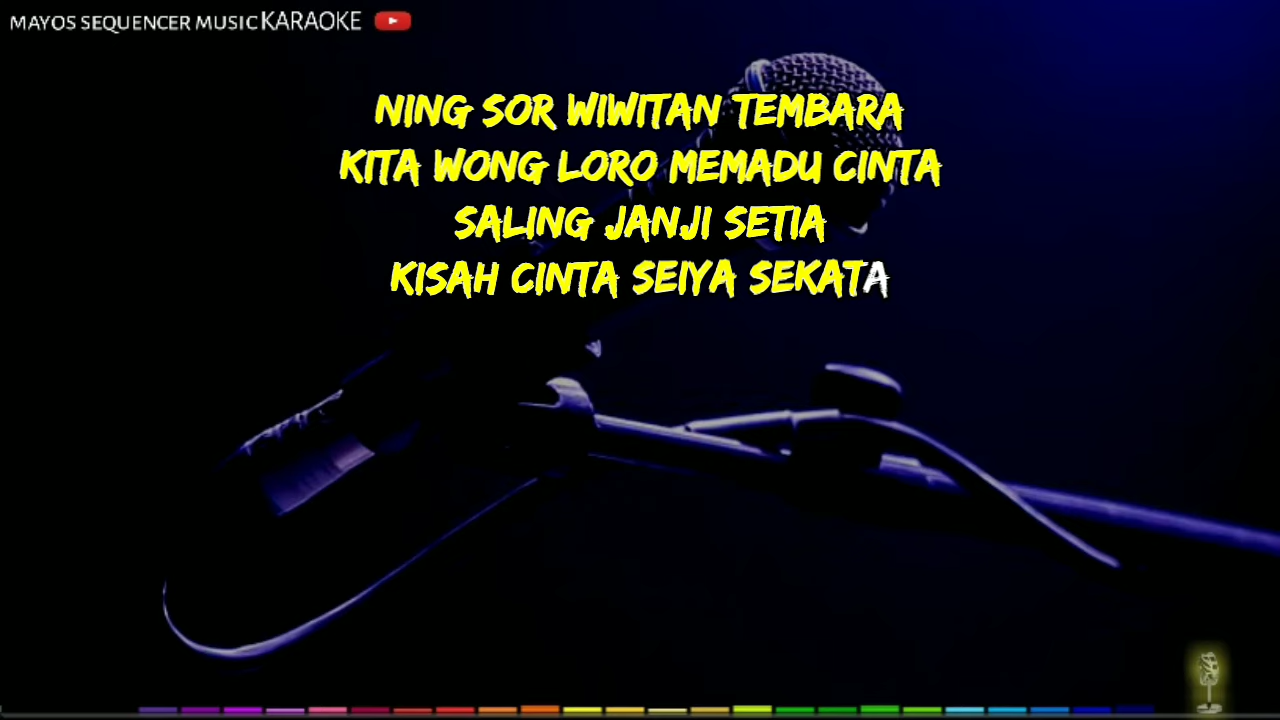 MAYOS SEQUENCER MUSIC KARAOKE
NING SOR WIWITAN TEMBARA
KITA WONG LORO MEMADU CINTA
SALING JANJI SETIA
KISAH CINTA SEIYA SEKATA